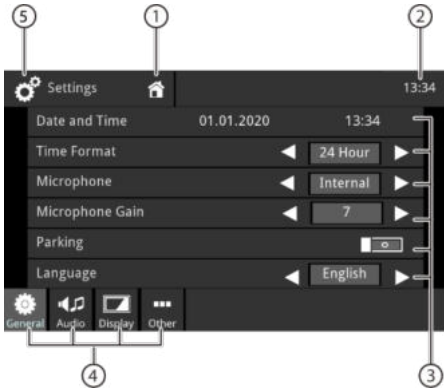 5 1 2
Settings 13:34
Date and Time 01.01.2020 13:34
Time Format 24 Hour
Microphone Internal
Microphone Gain 7
Parking
Language English
General Audio Display Other
4 3